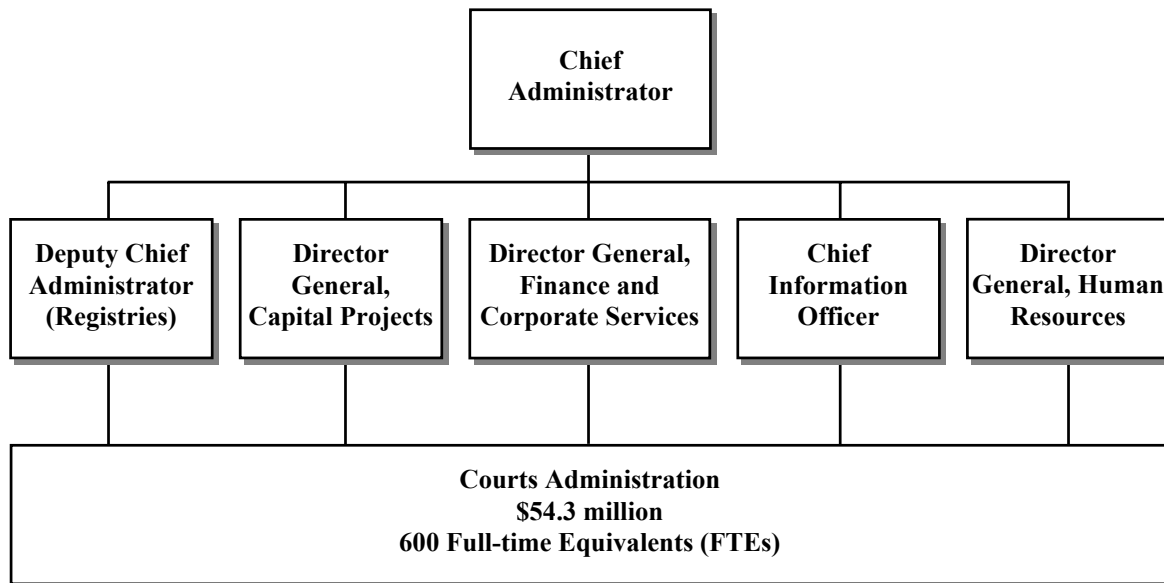 Chief
Administrator
Deputy Chief
Administrator
(Registries)
Director
General,
Capital Projects
Director General,
Finance and
Corporate Services
Chief
Information
Officer
Director
General, Human
Resources
Courts Administration
$54.3 million
600 Full-time Equivalents (FTEs)